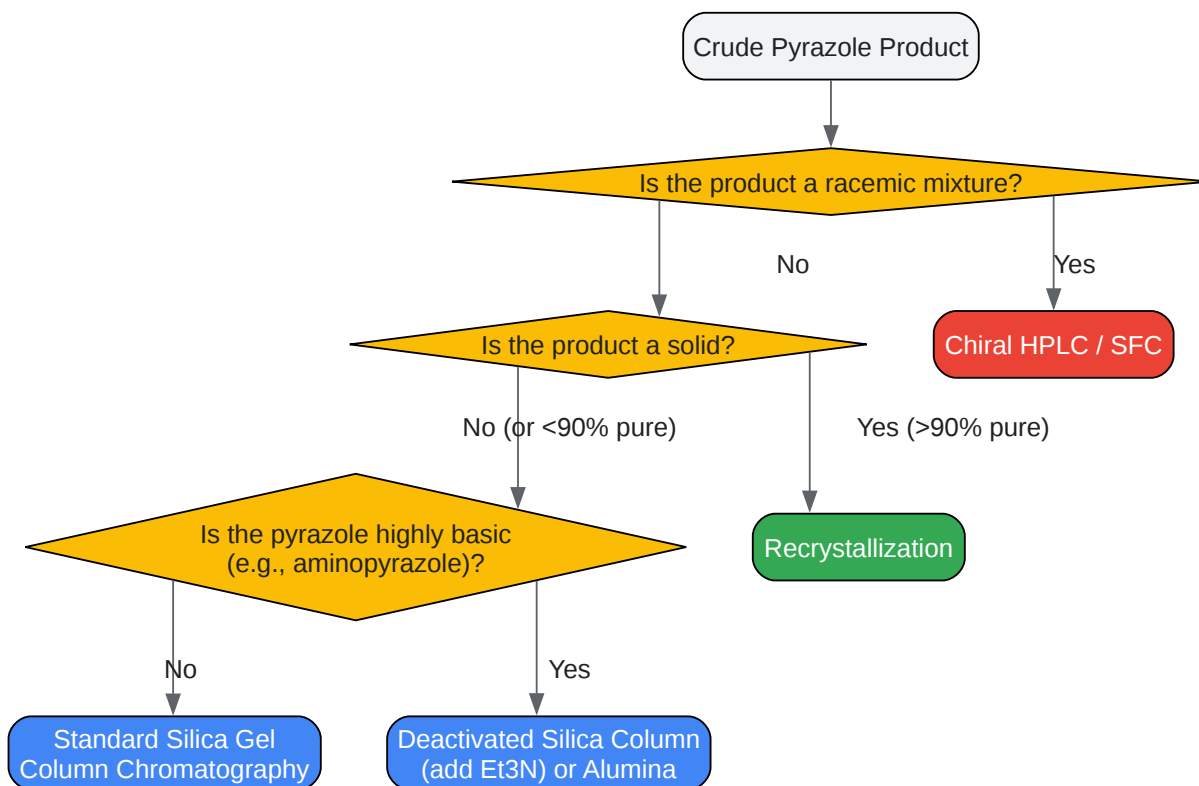 Crude Pyrazole Product
Is the product a racemic mixture?
No
Yes
Is the product a solid?
Chiral HPLC / SFC
No (or <90% pure)
Yes (>90% pure)
Is the pyrazole highly basic
(e.g., aminopyrazole)?
Recrystallization
No
Yes
Standard Silica Gel
Column Chromatography
Deactivated Silica Column
(add Et3N) or Alumina